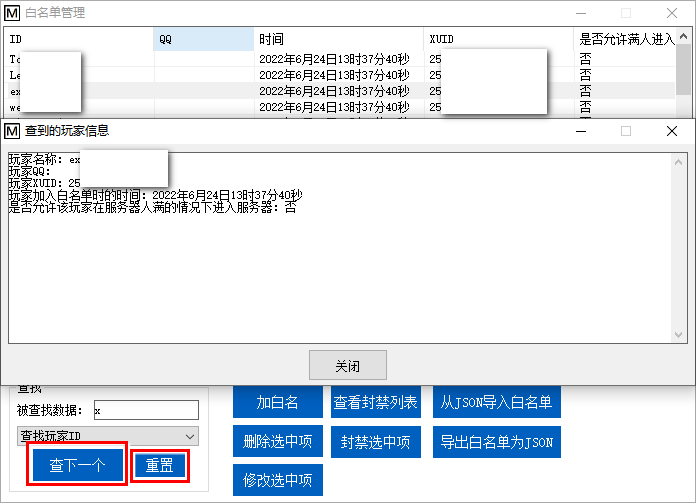 M 白名单管理
ID QQ 时间 XUID 是否允许满人进入
2022年6月24日13时37分40秒 25 否
Le 2022年6月24日13时37分40秒 25 否
ex 2022年6月24日13时37分40秒 25 否
we 2022年6月24日13时37分40秒 25 否
M 查到的玩家信息
玩家名称: ex
玩家QQ:
玩家XUID: 25
玩家加入白名单时的时间: 2022年6月24日13时37分40秒
是否允许该玩家在服务器人满的情况下进入服务器: 否
关闭
查找
被查找数据: x
查找玩家ID
查下一个 重置
加白名 查看封禁列表 从JSON导入白名单
删除选中项 封禁选中项 导出白名单为JSON
修改选中项